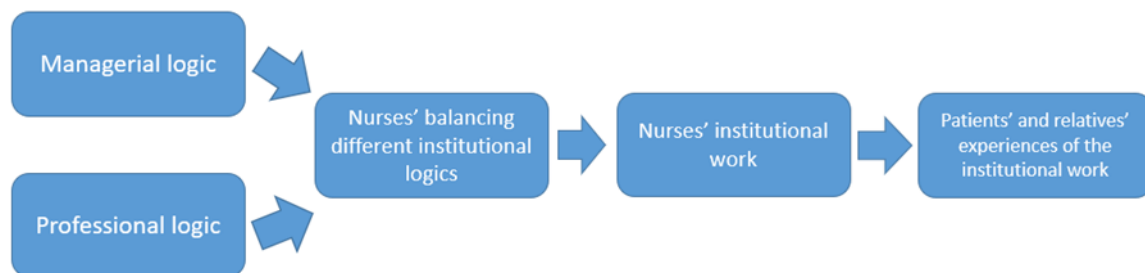 Managerial logic
Professional logic
Nurses’ balancing
different institutional
logics
Nurses’ institutional
work
Patients’ and relatives’
experiences of the
institutional work